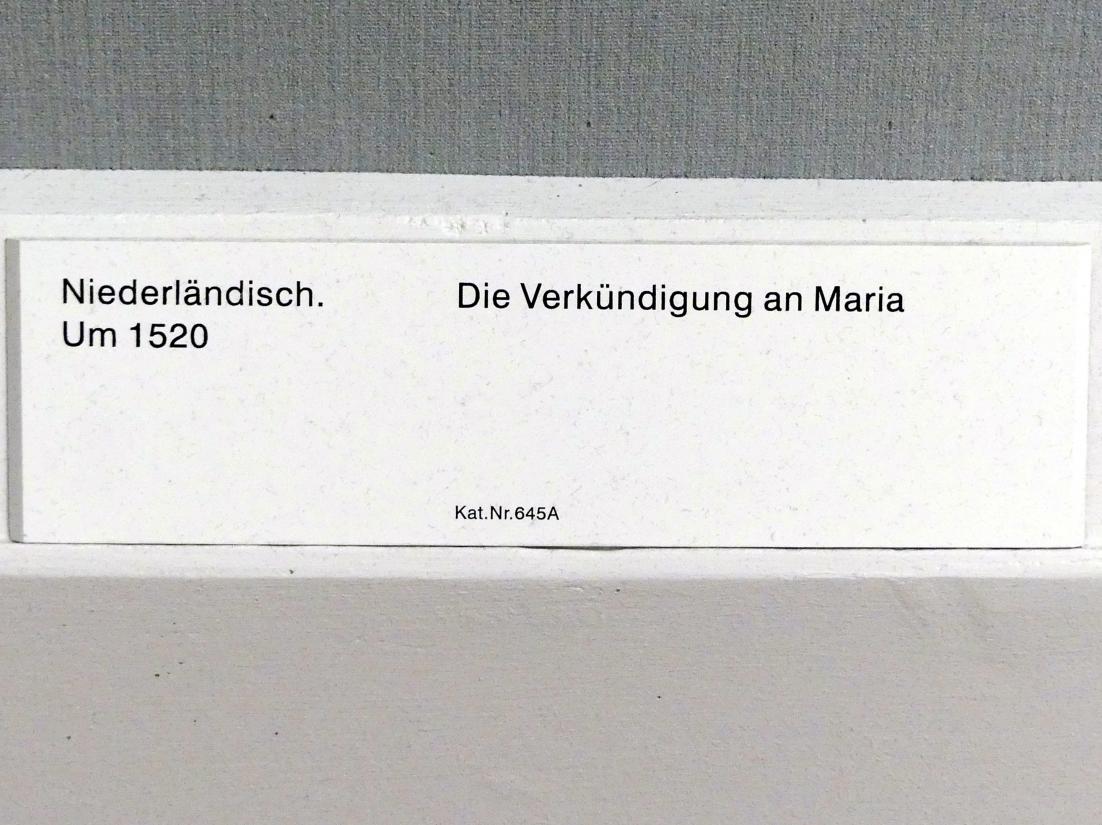 Niederländisch.
Um 1520
Die Verkündigung an Maria
Kat.Nr.645A